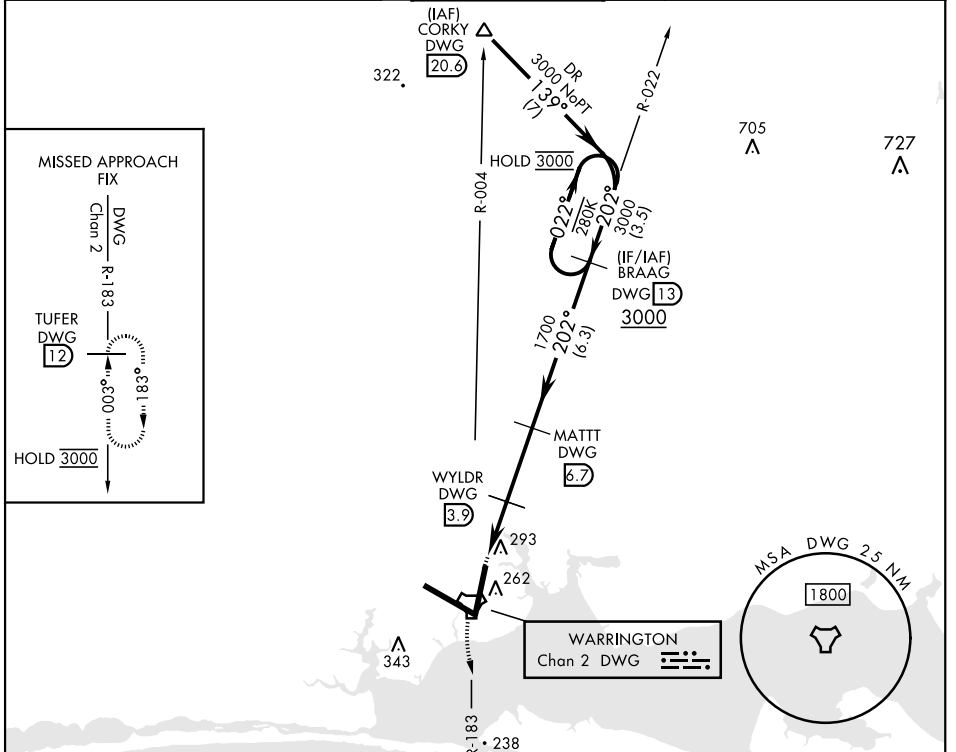 (IAF)
CORKY
DWG
20.6
322
DR
3000 NoPT
139°
(7)
R-022
705
727
MISSED APPROACH
FIX
DWG
Chan 2
R-183
TUFER
DWG
12
003°
183°
HOLD 3000
HOLD 3000
R-004
022°
280K
202°
3000
(3.5)
(IF/IAF)
BRAAG
DWG 13
3000
1700
202°
(6.3)
MATTT
DWG
6.7
WYLDR
DWG
3.9
293
262
343
WARRINGTON
Chan 2 DWG
MSA DWG 25 NM
1800
R-183
238